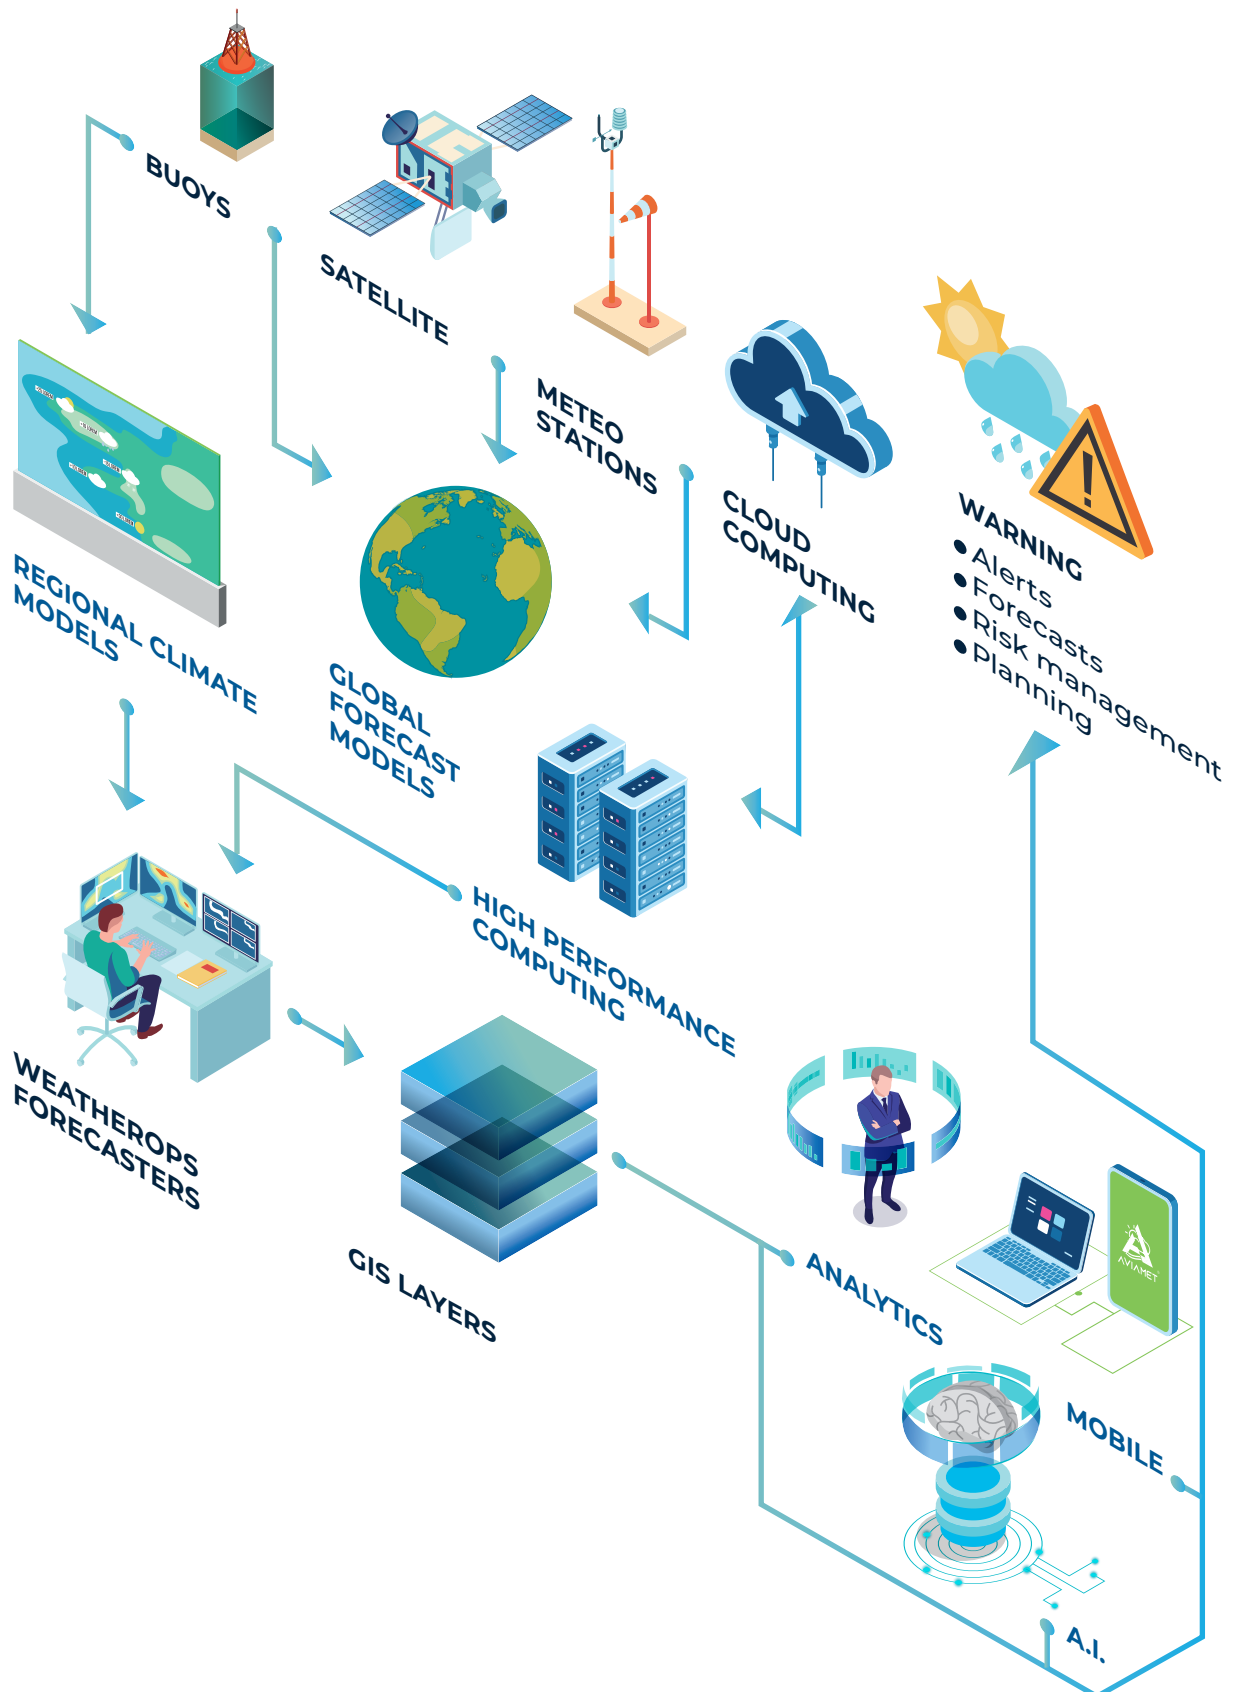 BUOYS
SATELLITE
METEO
STATIONS
CLOUD
COMPUTING
WARNING
● Alerts
● Forecasts
● Risk management
● Planning
REGIONAL CLIMATE
MODELS
GLOBAL
FORECAST
MODELS
HIGH PERFORMANCE
COMPUTING
WEATHEROPS
FORECASTERS
GIS LAYERS
ANALYTICS
AVIAMET
MOBILE
A.I.